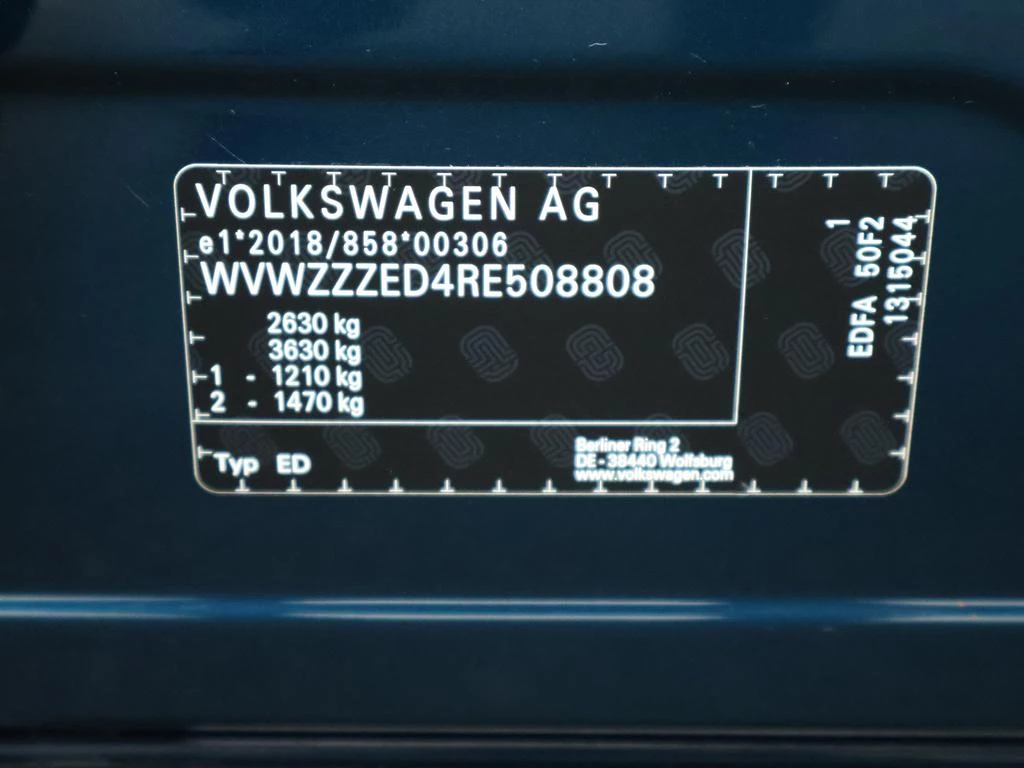 VOLKSWAGEN AG
e1*2018/858*00306
WVWZZZED4RE508808
2630 kg
3630 kg
1 - 1210 kg
2 - 1470 kg
Typ ED
Berliner Ring 2
DE - 38440 Wolfsburg
www.volkswagen.com
1
EDFA 50F2
1315044